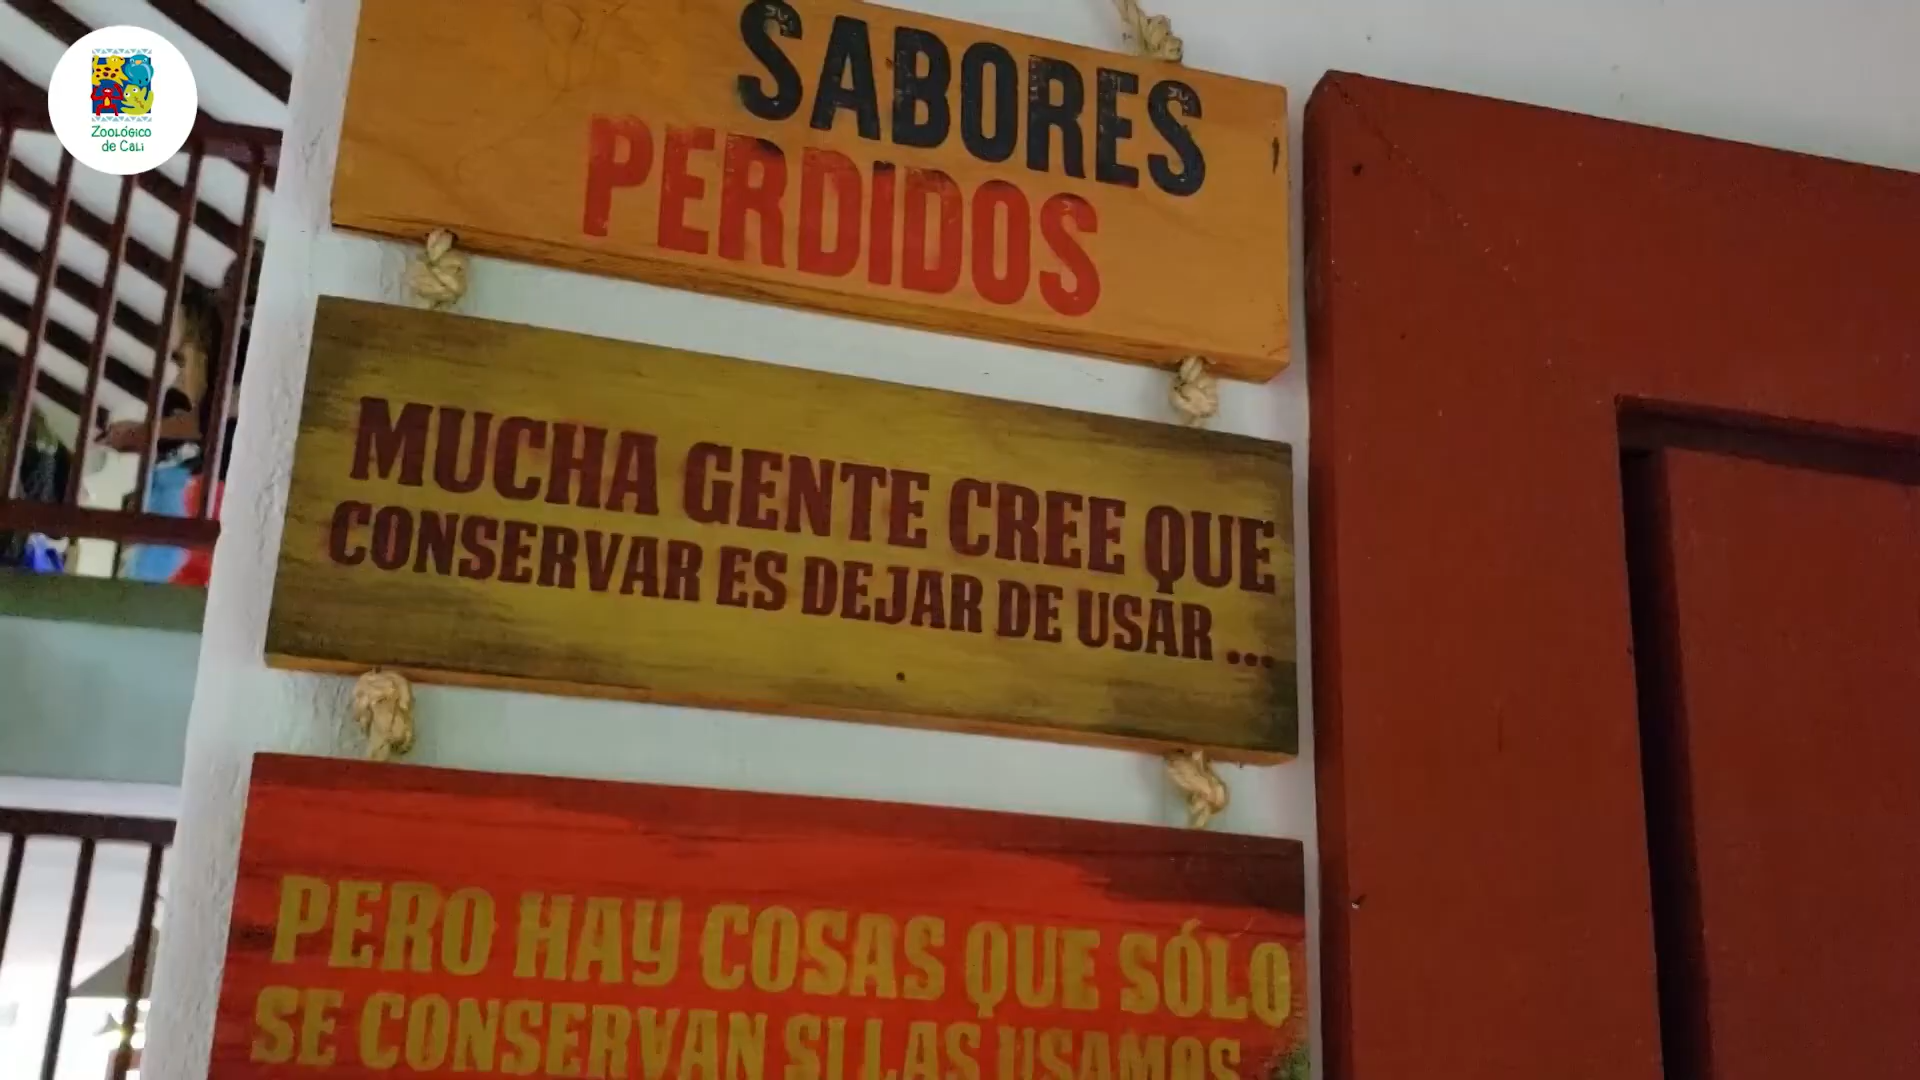 Zoológico
de Cali
SABORES
PERDIDOS
MUCHA GENTE CREE QUE
CONSERVAR ES DEJAR DE USAR ...
PERO HAY COSAS QUE SÓLO
SE CONSERVAN SI LAS USAMOS